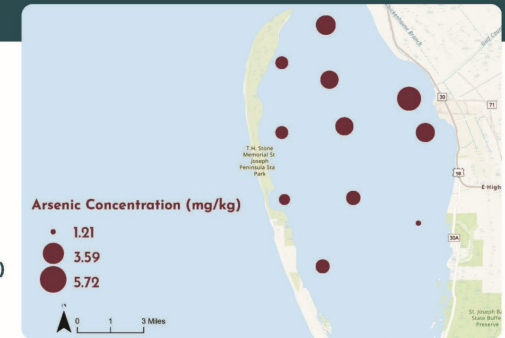 T.H. Stone
Memorial St
Joseph
Peninsula Sta
Park
30
71
98
E High
30A
St. Joseph Ba
State Buffe
Preserve
Arsenic Concentration (mg/kg)
1.21
3.59
5.72
)
0 1 3 Miles